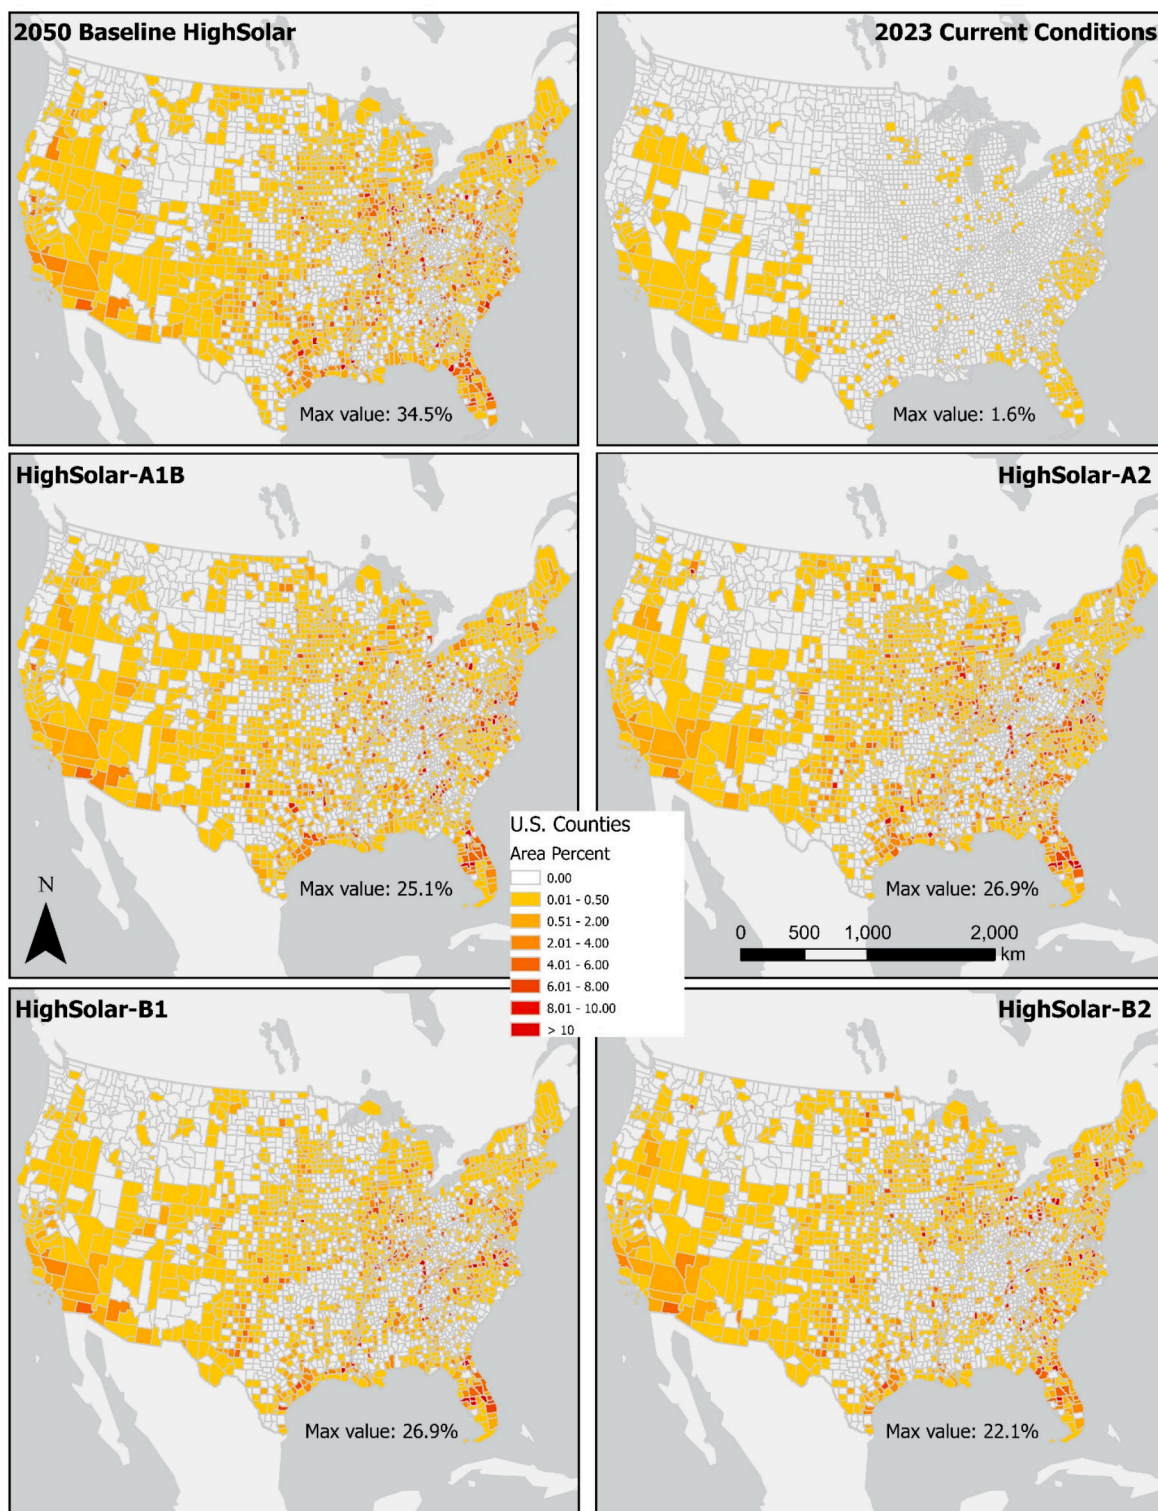 2050 Baseline HighSolar
Max value: 34.5%
2023 Current Conditions
Max value: 1.6%
HighSolar-A1B
Max value: 25.1%
N
HighSolar-A2
Max value: 26.9%
0 500 1,000 2,000
km
U.S. Counties
Area Percent
0.00
0.01 - 0.50
0.51 - 2.00
2.01 - 4.00
4.01 - 6.00
6.01 - 8.00
8.01 - 10.00
> 10
HighSolar-B1
Max value: 26.9%
HighSolar-B2
Max value: 22.1%